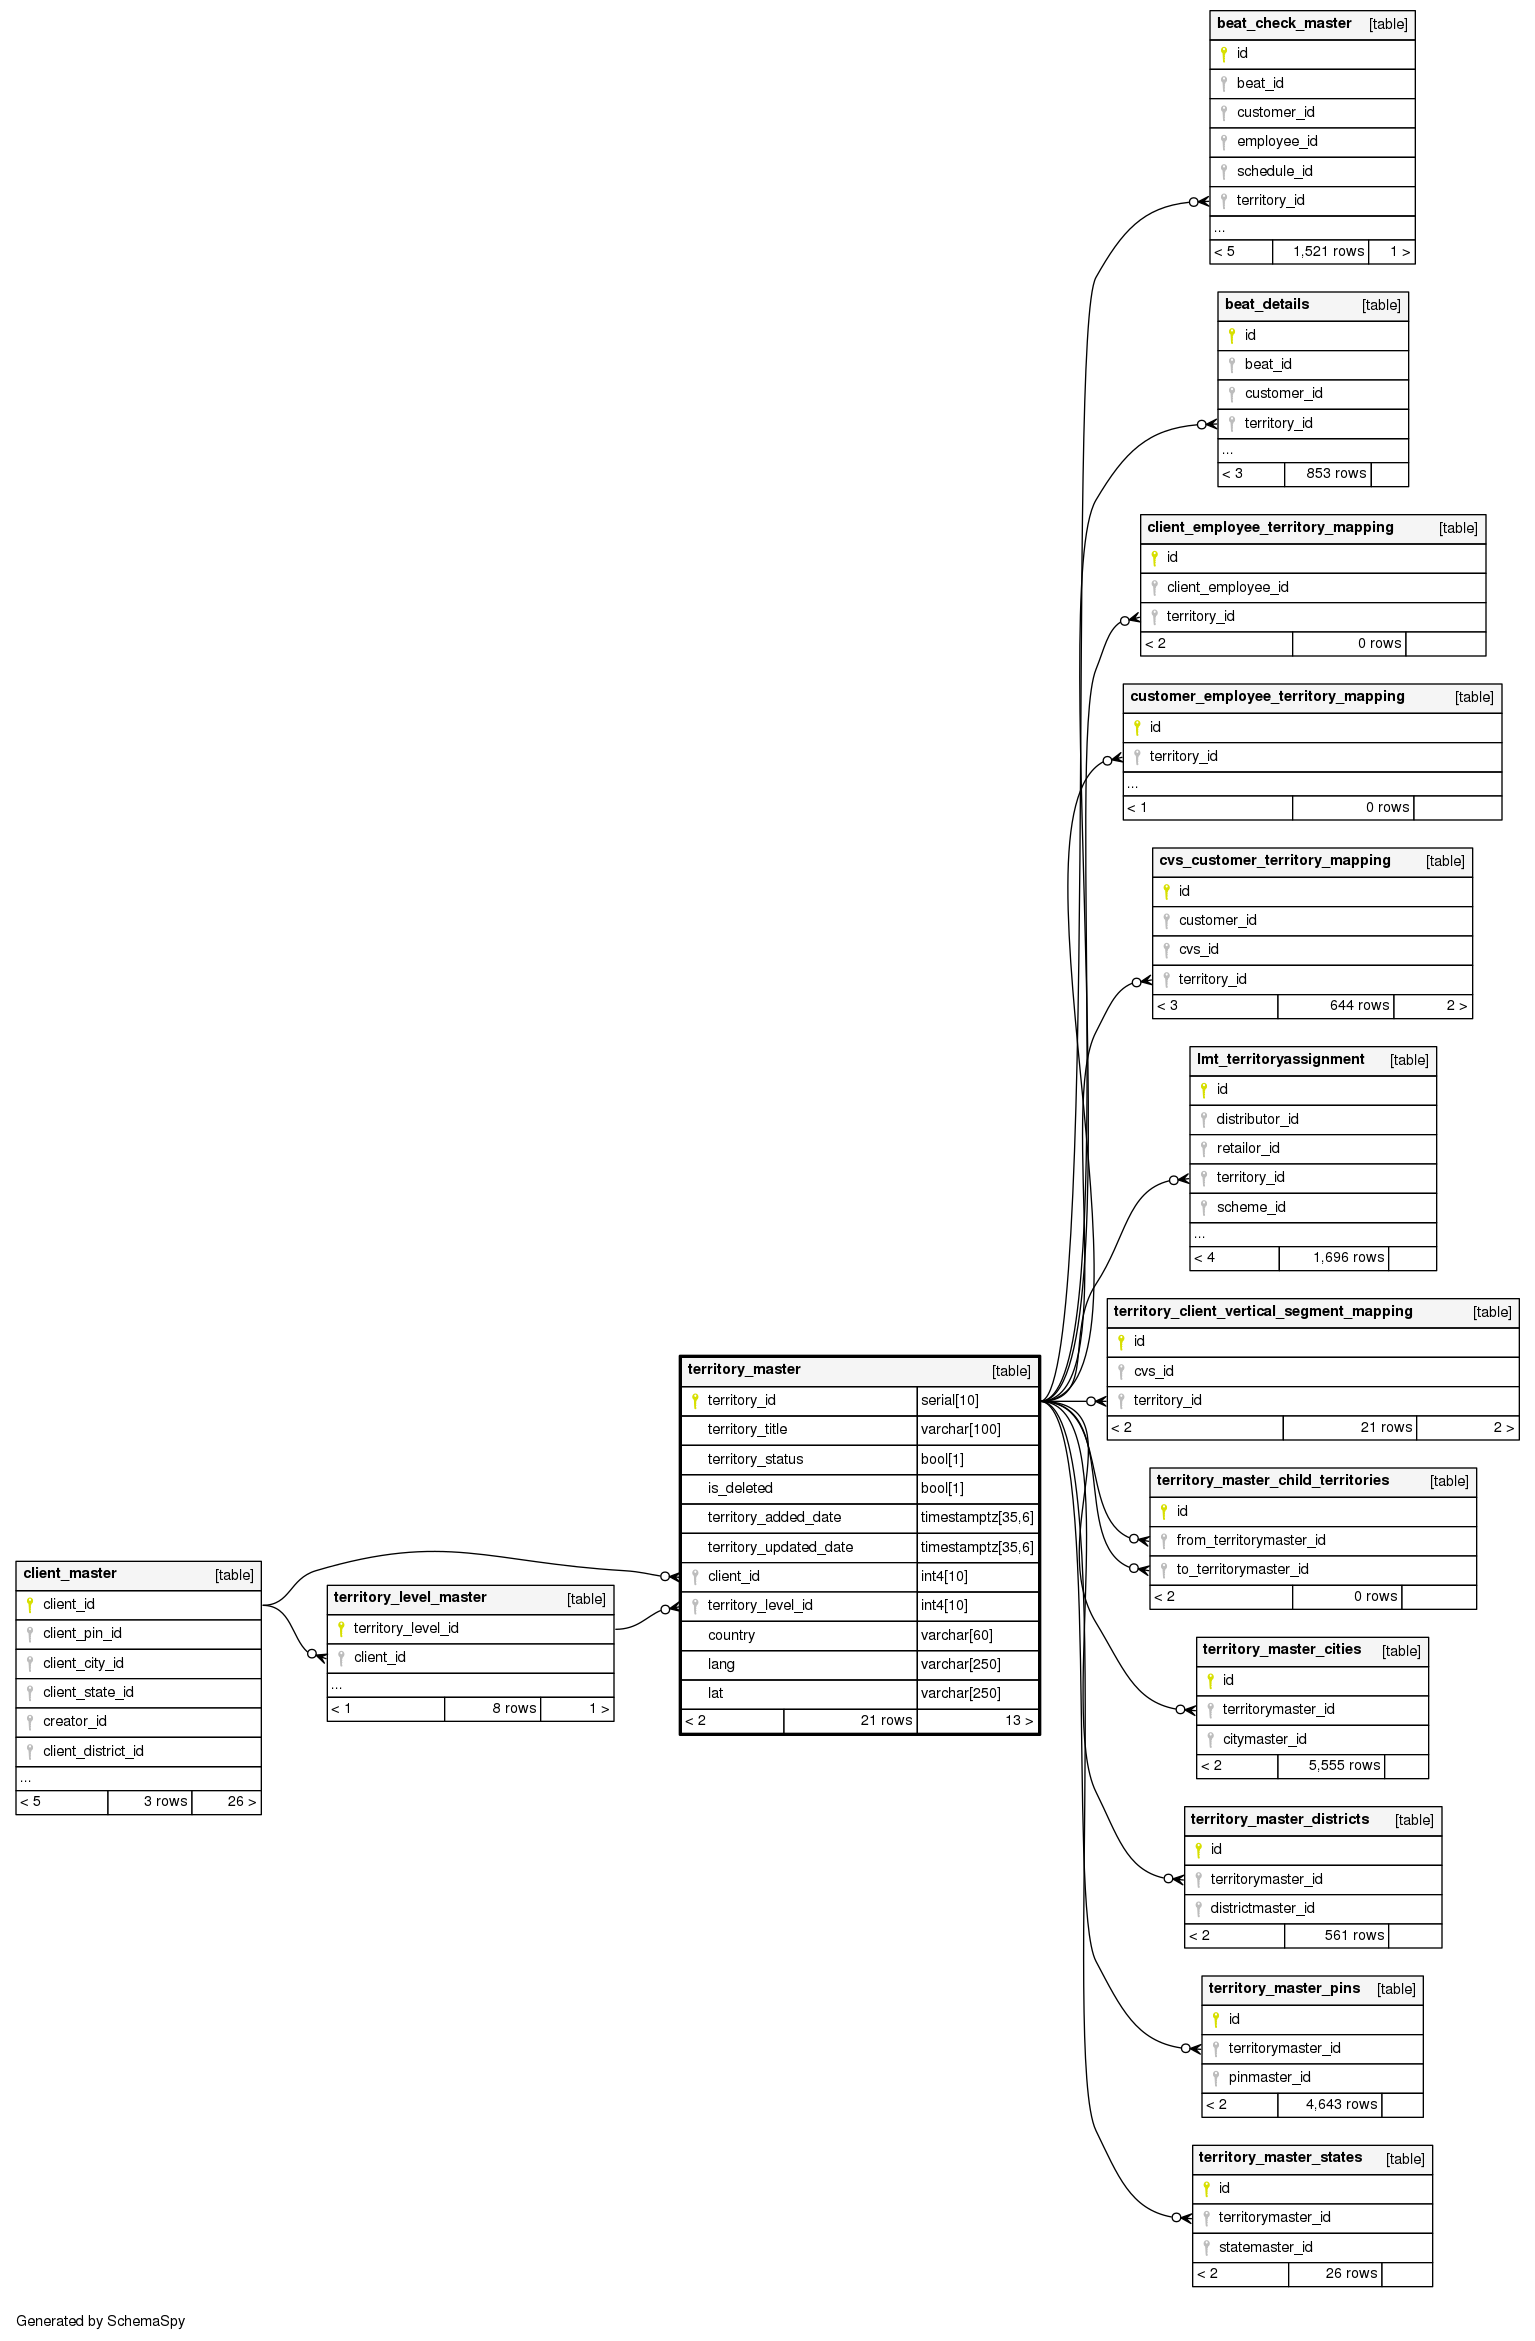 beat_check_master [table]
id
beat_id
customer_id
employee_id
schedule_id
territory_id
...
< 5 1,521 rows 1 >
beat_details [table]
id
beat_id
customer_id
territory_id
...
< 3 853 rows
client_employee_territory_mapping [table]
id
client_employee_id
territory_id
< 2 0 rows
customer_employee_territory_mapping [table]
id
territory_id
...
< 1 0 rows
cvs_customer_territory_mapping [table]
id
customer_id
cvs_id
territory_id
< 3 644 rows 2 >
lmt_territoryassignment [table]
id
distributor_id
retailor_id
territory_id
scheme_id
...
< 4 1,696 rows
territory_client_vertical_segment_mapping [table]
id
cvs_id
territory_id
< 2 21 rows 2 >
territory_master [table]
territory_id serial[10]
territory_title varchar[100]
territory_status bool[1]
is_deleted bool[1]
territory_added_date timestamptz[35,6]
territory_updated_date timestamptz[35,6]
client_id int4[10]
territory_level_id int4[10]
country varchar[60]
lang varchar[250]
lat varchar[250]
< 2 21 rows 13 >
territory_master_child_territories [table]
id
from_territorymaster_id
to_territorymaster_id
< 2 0 rows
client_master [table]
client_id
client_pin_id
client_city_id
client_state_id
creator_id
client_district_id
...
< 5 3 rows 26 >
territory_level_master [table]
territory_level_id
client_id
...
< 1 8 rows 1 >
territory_master_cities [table]
id
territorymaster_id
citymaster_id
< 2 5,555 rows
territory_master_districts [table]
id
territorymaster_id
districtmaster_id
< 2 561 rows
territory_master_pins [table]
id
territorymaster_id
pinmaster_id
< 2 4,643 rows
territory_master_states [table]
id
territorymaster_id
statemaster_id
< 2 26 rows
Generated by SchemaSpy